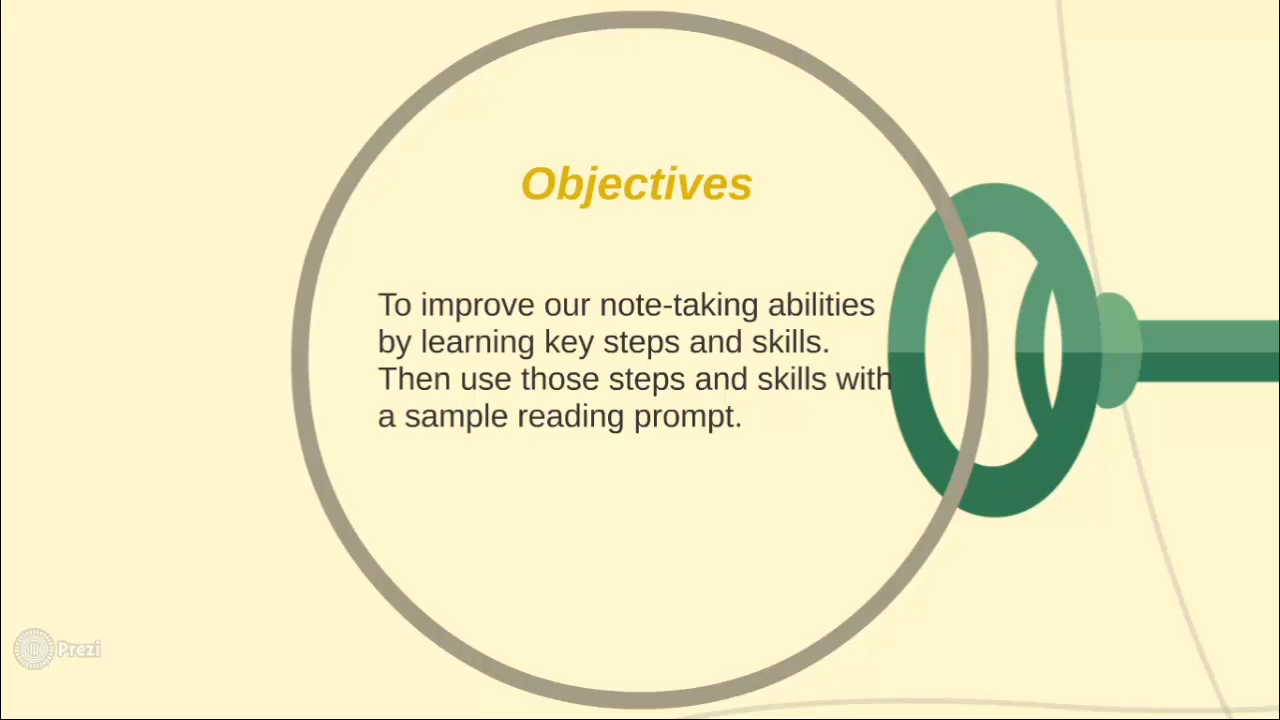 Objectives
To improve our note-taking abilities
by learning key steps and skills.
Then use those steps and skills with
a sample reading prompt.
Prezi